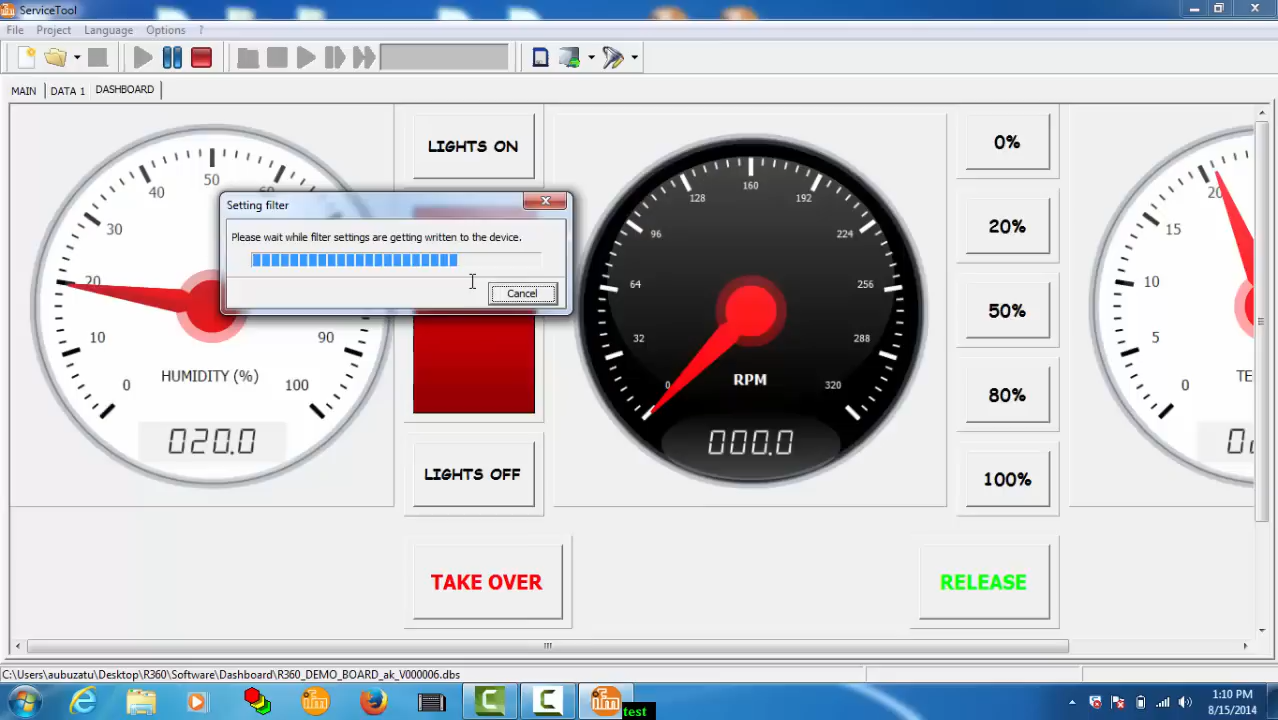 ServiceTool
File Project Language Options ?
MAIN DATA 1 DASHBOARD
0 10 20 30 40 50 90 100
HUMIDITY (%)
020.0
LIGHTS ON
Setting filter
Please wait while filter settings are getting written to the device.
Cancel
LIGHTS OFF
0 32 64 96 128 160 192 224 256 288 320
RPM
000.0
0%
20%
50%
80%
100%
0 5 10 15 20
TAKE OVER
RELEASE
C:\Users\aubuzatu\Desktop\R360\Software\Dashboard\R360_DEMO_BOARD_ak_V000006.dbs
ifm
test
1:10 PM
8/15/2014